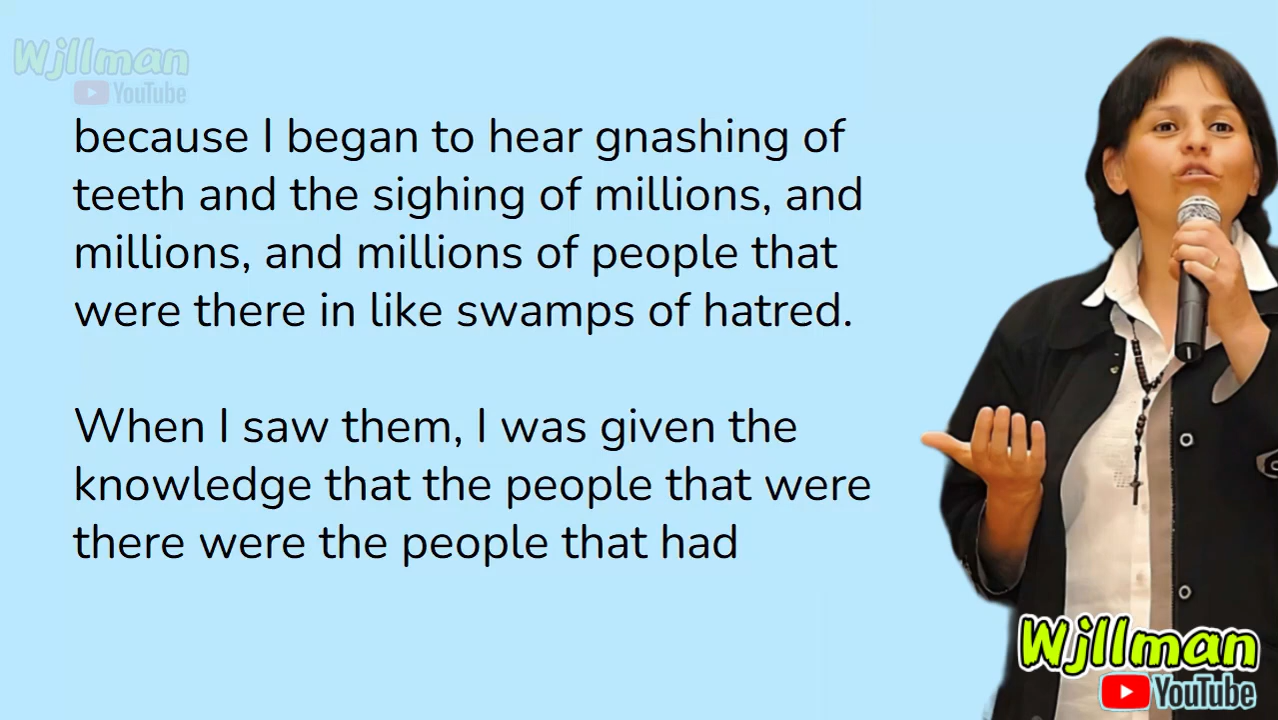 Wjllman
YouTube
because I began to hear gnashing of
teeth and the sighing of millions, and
millions, and millions of people that
were there in like swamps of hatred.
When I saw them, I was given the
knowledge that the people that were
there were the people that had
Wjllman
YouTube